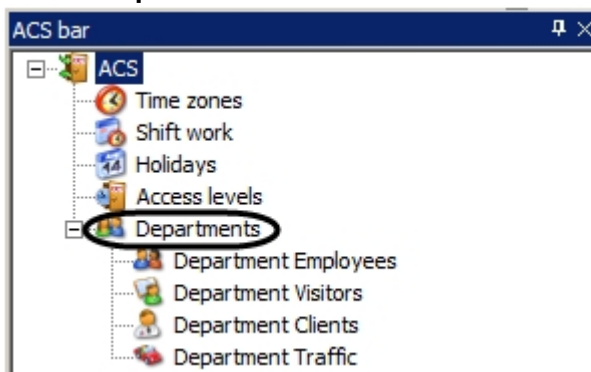 ACS bar
ACS
Time zones
Shift work
Holidays
Access levels
Departments
Department Employees
Department Visitors
Department Clients
Department Traffic